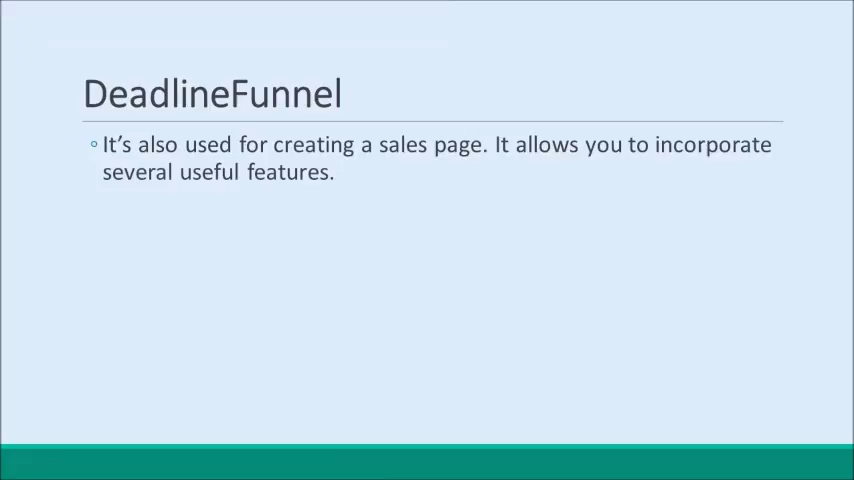 DeadlineFunnel
◦ It's also used for creating a sales page. It allows you to incorporate
several useful features.